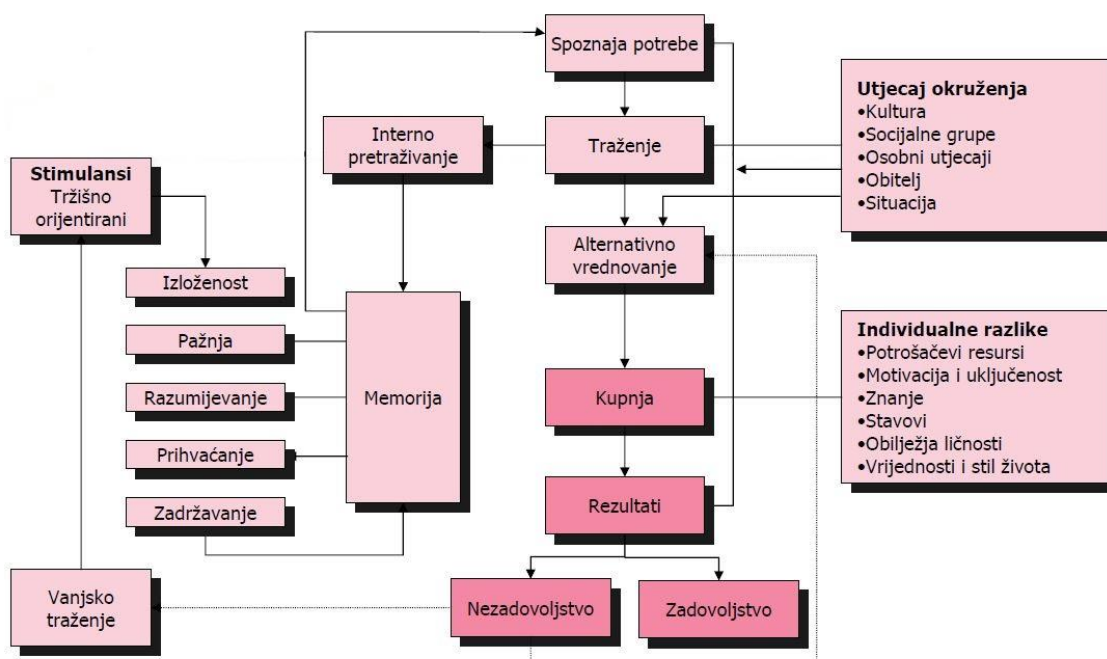 Spoznaja potrebe
Utjecaj okruženja
•Kultura
•Socijalne grupe
•Osobni utjecaji
•Obitelj
•Situacija
Interno
pretraživanje
Traženje
Stimulansi
Tržišno
orijentirani
Alternativno
vrednovanje
Izloženost
Pažnja
Razumijevanje
Prihvaćanje
Zadržavanje
Memorija
Individualne razlike
•Potrošačevi resursi
•Motivacija i uključenost
•Znanje
•Stavovi
•Obilježja ličnosti
•Vrijednosti i stil života
Kupnja
Rezultati
Vanjsko
traženje
Nezadovoljstvo
Zadovoljstvo